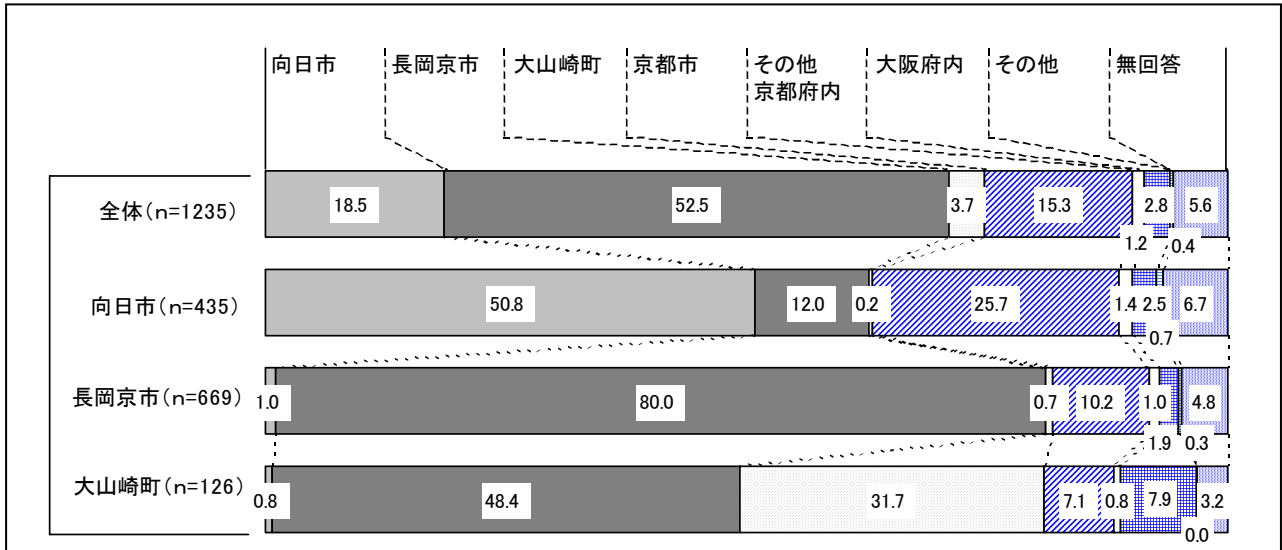 向日市 長岡京市 大山崎町 京都市 その他 大阪府内 その他 無回答
京都府内
全体(n=1235) 18.5 52.5 3.7 15.3 2.8 5.6
1.2 0.4
向日市(n=435) 50.8 12.0 0.2 25.7 1.4 2.5 6.7
0.7
長岡京市(n=669) 1.0 80.0 0.7 10.2 1.0 4.8
1.9 0.3
大山崎町(n=126) 0.8 48.4 31.7 7.1 0.8 7.9 3.2
0.0